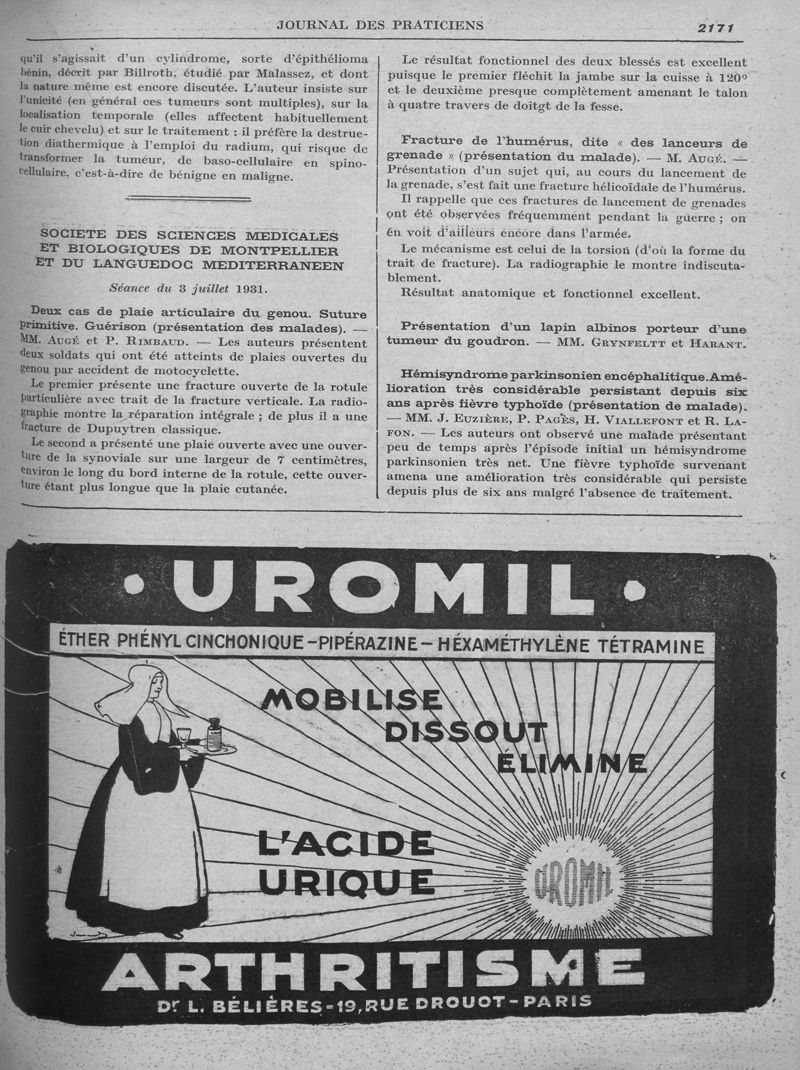 JOURNAL DES PRATICIENS
2171
qu'il s'agissait d'un cylindrome, sorte d'épithélioma
bénin, décrit par Billroth, étudié par Malassez, et dont
la nature même est encore discutée. L'auteur insiste sur
l'unicité (en général ces tumeurs sont multiples), sur la
localisation temporale (elles affectent habituellement
le cuir chevelu) et sur le traitement : il préfère la destruc-
tion diathermique à l'emploi du radium, qui risque de
transformer la tumeur, de baso-cellulaire en spino-
cellulaire, c'est-à-dire de bénigne en maligne.
SOCIETE DES SCIENCES MEDICALES
ET BIOLOGIQUES DE MONTPELLIER
ET DU LANGUEDOC MEDITERRANEEN
Séance du 3 juillet 1931.
Deux cas de plaie articulaire du genou. Suture
primitive. Guérison (présentation des malades). —
MM. AUGÉ et P. RIMBAUD. — Les auteurs présentent
deux soldats qui ont été atteints de plaies ouvertes du
genou par accident de motocyclette.
Le premier présente une fracture ouverte de la rotule
particulière avec trait de la fracture verticale. La radio-
graphie montre la réparation intégrale ; de plus il a une
fracture de Dupuytren classique.
Le second a présenté une plaie ouverte avec une ouver-
ture de la synoviale sur une largeur de 7 centimètres,
environ le long du bord interne de la rotule, cette ouver-
ture étant plus longue que la plaie cutanée.
Le résultat fonctionnel des deux blessés est excellent
puisque le premier fléchit la jambe sur la cuisse à 120°
et le deuxième presque complètement amenant le talon
à quatre travers de doitgt de la fesse.
Fracture de l'humérus, dite « des lanceurs de
grenade » (présentation du malade). — M. AUGÉ. —
Présentation d'un sujet qui, au cours du lancement de
la grenade, s'est fait une fracture hélicoïdale de l'humérus.
Il rappelle que ces fractures de lancement de grenades
ont été observées fréquemment pendant la guerre ; on
én voit d'ailleurs encore dans l'armée.
Le mécanisme est celui de la torsion (d'où la forme du
trait de fracture). La radiographie le montre indiscuta-
blement.
Résultat anatomique et fonctionnel excellent.
Présentation d'un lapin albinos porteur d'une
tumeur du goudron. — MM. GRYNFELTT et HARANT.
Hémisyndrome parkinsonien encéphalitique.Amé-
lioration très considérable persistant depuis six
ans après fièvre typhoïde (présentation de malade).
— MM. J. EUZIÈRE, P. PAGÈS, H. VIALLEFONT et R. LA-
FON. — Les auteurs ont observé une malade présentant
peu de temps après l'épisode initial un hémisyndrome
parkinsonien très net. Une fièvre typhoïde survenant
amena une amélioration très considérable qui persiste
depuis plus de six ans malgré l'absence de traitement.
• UROMIL •
ÉTHER PHÉNYL CINCHONIQUE – PIPÉRAZINE – HÉXAMÉTHYLÈNE TÉTRAMINE
MOBILISE
DISSOUT
ÉLIMINE
L'ACIDE
URIQUE
UROMIL
ARTHRITISME
Dr L. BÉLIÈRES - 19, RUE DROUOT - PARIS